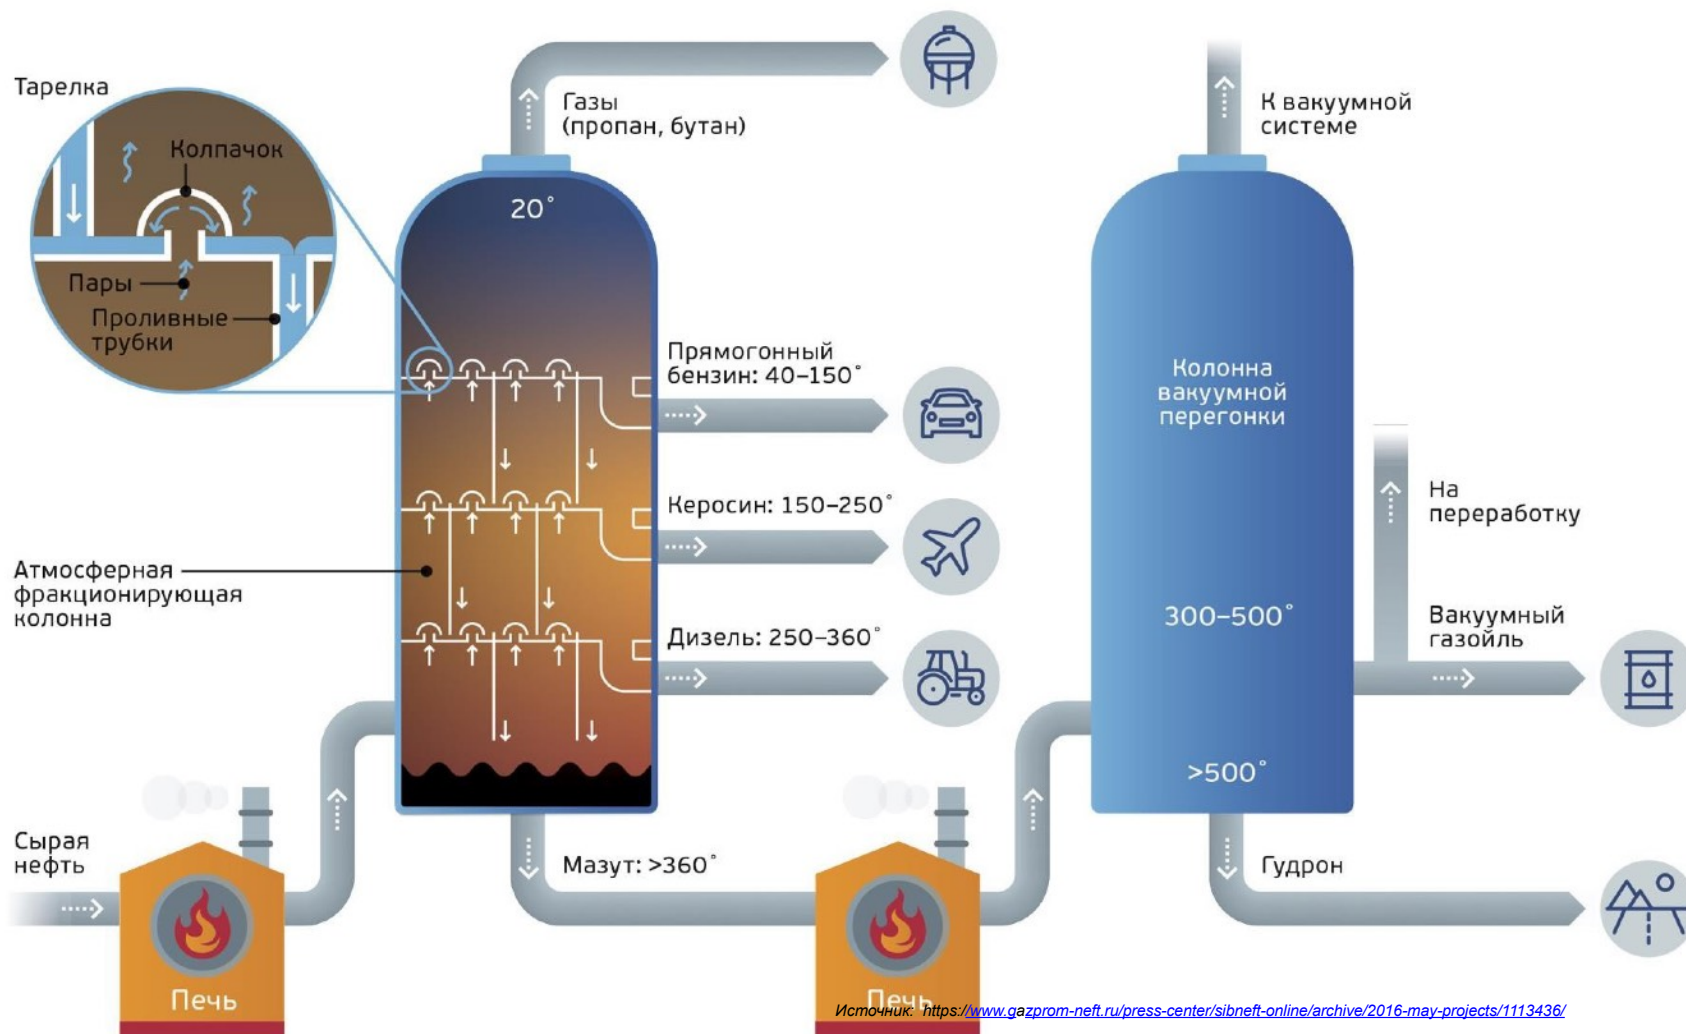 Тарелка
Колпачок
Пары
Проливные
трубки
Газы
(пропан, бутан)
20°
Прямогонный
бензин: 40–150°
Керосин: 150–250°
Атмосферная
фракционирующая
колонна
Дизель: 250–360°
Сырая
нефть
Печь
Мазут: >360°
Печь
К вакуумной
системе
Колонна
вакуумной
перегонки
На
переработку
300–500°
Вакуумный
газойль
>500°
Гудрон
Источник: https://www.gazprom-neft.ru/press-center/sibneft-online/archive/2016-may-projects/1113436/